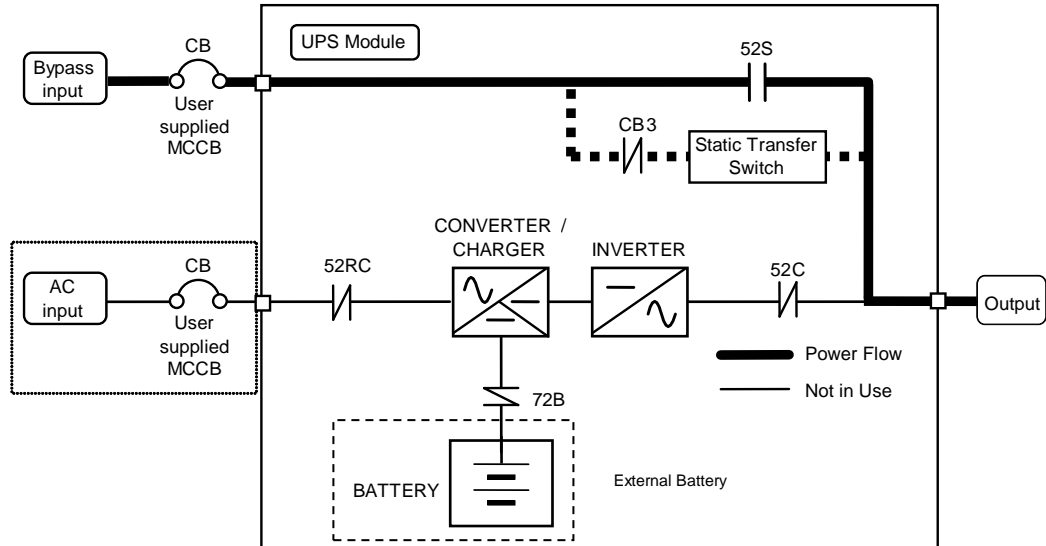 UPS Module
CB
Bypass
input
User
supplied
MCCB
52S
CB3
Static Transfer
Switch
CONVERTER /
CHARGER
INVERTER
AC
input
CB
User
supplied
MCCB
52RC
52C
Output
Power Flow
Not in Use
72B
BATTERY
External Battery